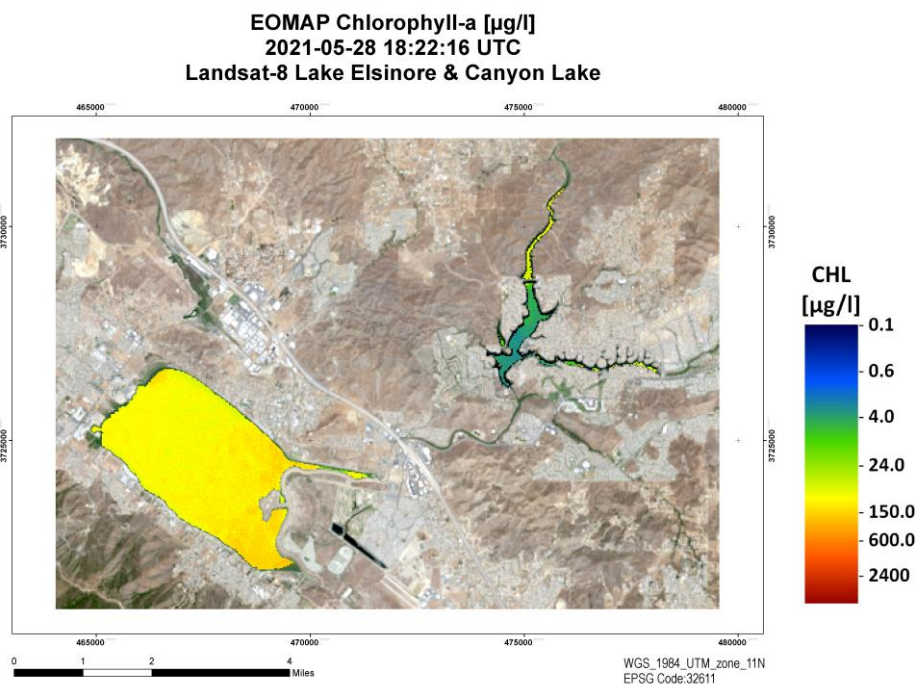 EOMAP Chlorophyll-a [µg/l]
2021-05-28 18:22:16 UTC
Landsat-8 Lake Elsinore & Canyon Lake
465000 470000 475000 480000
3730000
3730000
3725000
3725000
CHL
[µg/l]
0.1
0.6
4.0
24.0
150.0
600.0
2400
465000 470000 475000 480000
0 1 2 4
Miles
WGS_1984_UTM_zone_11N
EPSG Code:32611